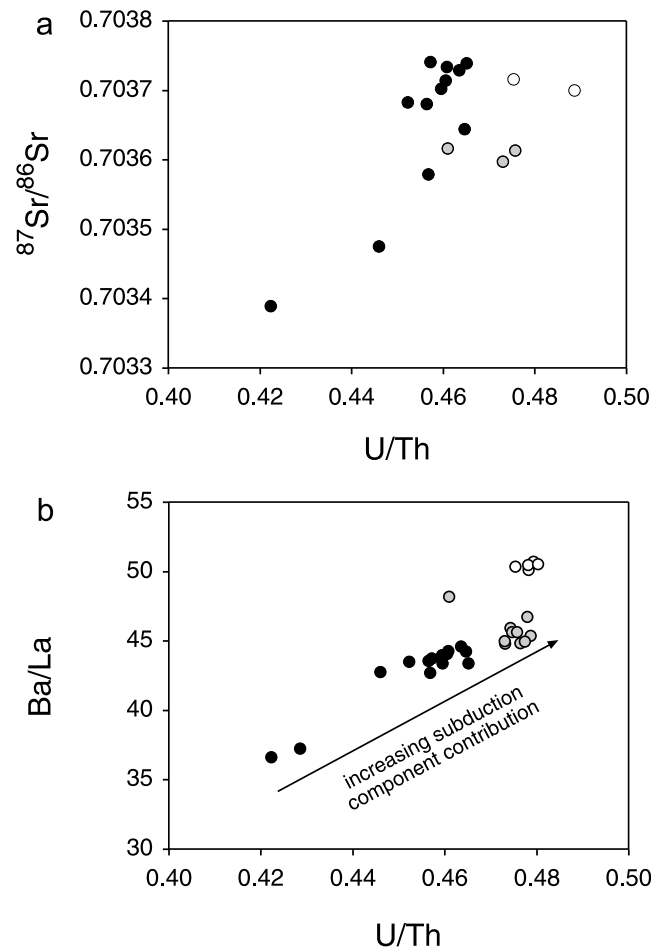 a
0.7038
0.7037
0.7036
0.7035
0.7034
0.7033
87Sr/86Sr
0.40 0.42 0.44 0.46 0.48 0.50
U/Th
b
55
50
45
40
35
30
Ba/La
increasing subduction
component contribution
0.40 0.42 0.44 0.46 0.48 0.50
U/Th